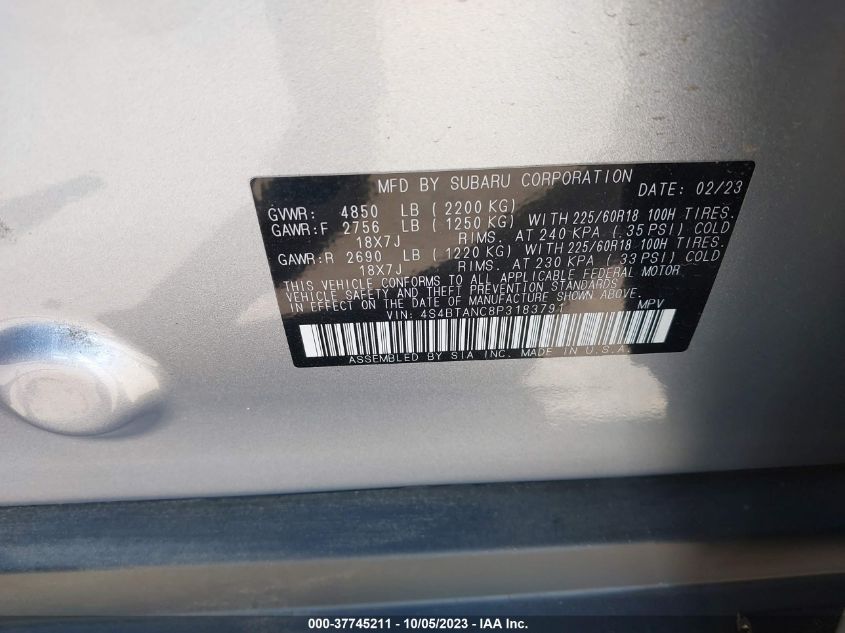 MFD BY SUBARU CORPORATION DATE: 02/23
GVWR: 4850 LB (2200 KG)
GAWR:F 2756 LB (1250 KG) WITH 225/60R18 100H TIRES.
18X7J RIMS. AT 240 KPA (.35 PSI) COLD
GAWR:R 2690 LB (1220 KG) WITH 225/60R18 100H TIRES.
18X7J RIMS. AT 230 KPA (.33 PSI) COLD
THIS VEHICLE CONFORMS TO ALL APPLICABLE FEDERAL MOTOR
VEHICLE SAFETY AND THEFT PREVENTION STANDARDS
IN EFFECT ON THE DATE OF MANUFACTURE SHOWN ABOVE.
VIN: 4S4BTANC8P3183791 MPV
ASSEMBLED BY SIA INC. MADE IN U.S.A.
000-37745211 - 10/05/2023 - IAA Inc.